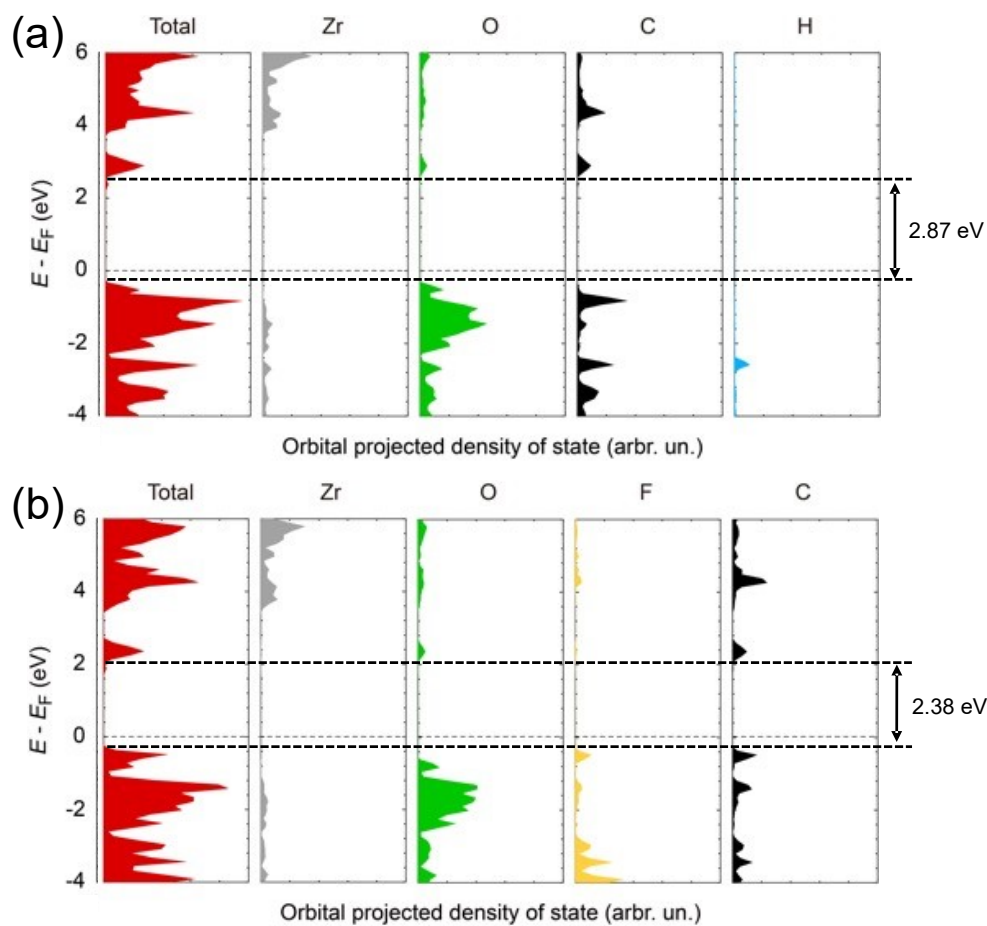 (a)
Total Zr O C H
6
4
2
0
-2
-4
E - EF (eV)
2.87 eV
Orbital projected density of state (arbr. un.)
(b)
Total Zr O F C
6
4
2
0
-2
-4
E - EF (eV)
2.38 eV
Orbital projected density of state (arbr. un.)